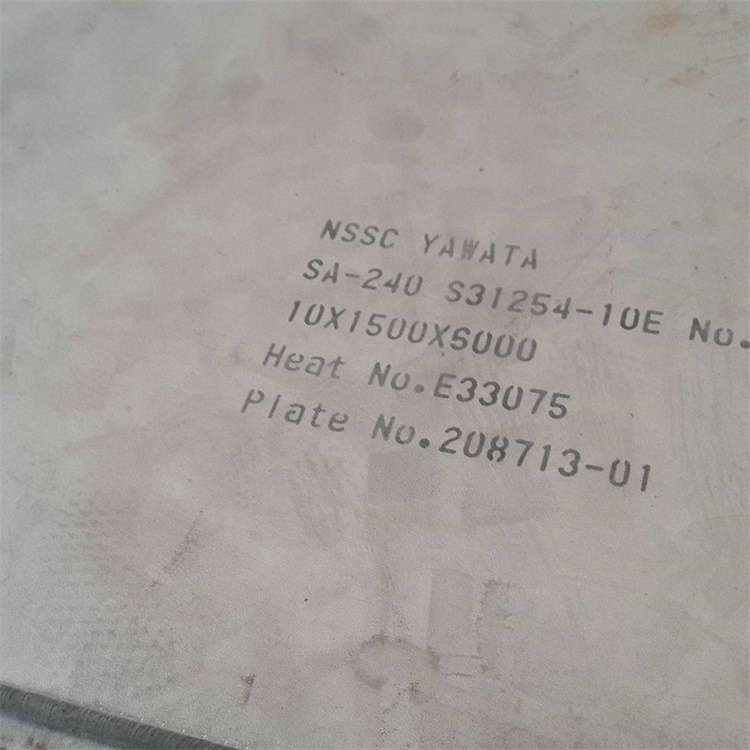 NSSC YAWATA
SA-240 S31254-10E No.
10X1500X6000
Heat No.E33075
Plate No.208713-01